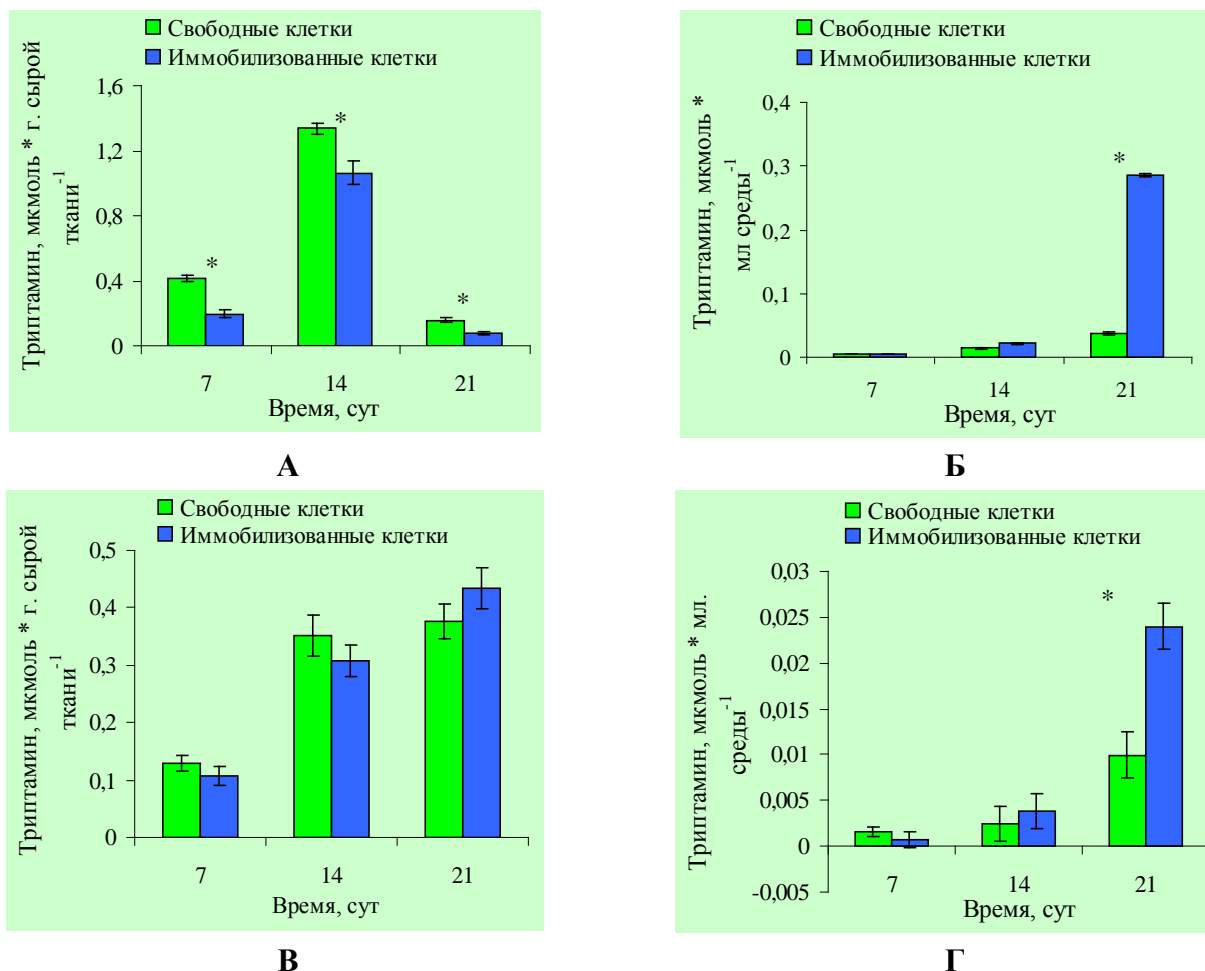 Свободные клетки
Иммобилизованные клетки
Триптамин, мкмоль * г. сырой
ткани-1
1,6
1,2
0,8
0,4
0
*
*
*
7 14 21
Время, сут
А
Свободные клетки
Иммобилизованные клетки
Триптамин, мкмоль *
мл среды-1
0,4
0,3
0,2
0,1
0
*
7 14 21
Время, сут
Б
Свободные клетки
Иммобилизованные клетки
Триптамин, мкмоль * г. сырой
ткани-1
0,5
0,4
0,3
0,2
0,1
0
7 14 21
Время, сут
В
Свободные клетки
Иммобилизованные клетки
Триптамин, мкмоль * мл.
среды-1
0,03
0,025
0,02
0,015
0,01
0,005
0
-0,005
*
7 14 21
Время, сут
Г